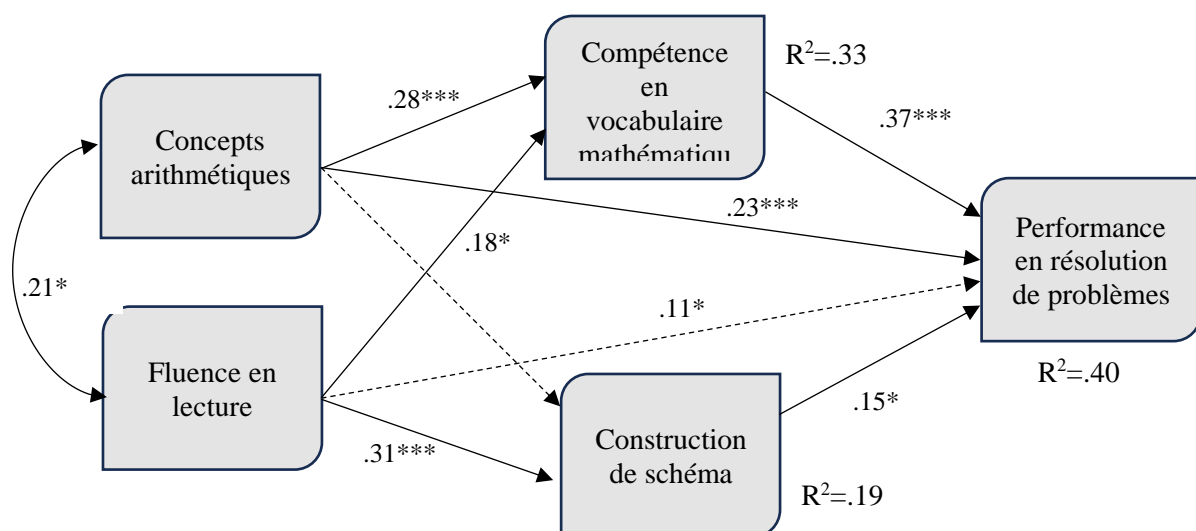 Compétence
en
vocabulaire
mathématiqu
R²=.33
.28***
.37***
Concepts
arithmétiques
.23***
.18*
Performance
en résolution
de problèmes
.21*
.11*
Fluence en
lecture
R²=.40
.15*
.31***
Construction
de schéma
R²=.19